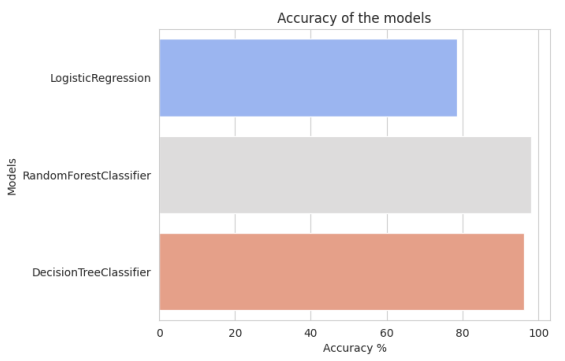 Accuracy of the models
LogisticRegression
RandomForestClassifier
DecisionTreeClassifier
Models
0 20 40 60 80 100
Accuracy %